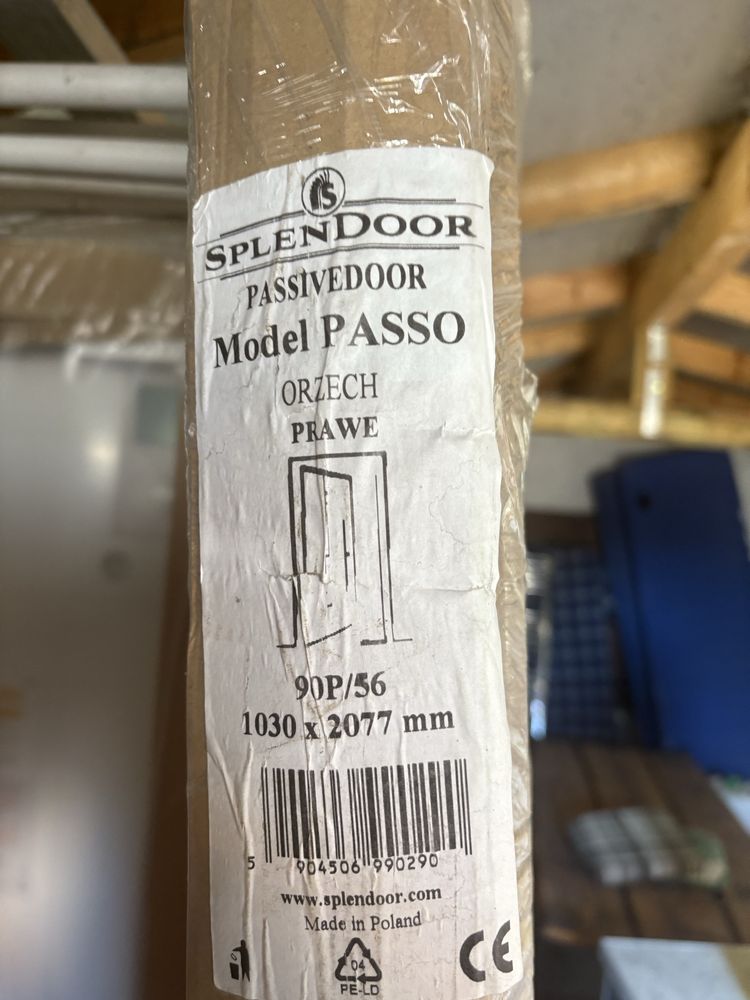 S
SPLENDOOR
PASSIVEDOOR
Model PASSO
ORZECH
PRAWE
90P/56
1030 x 2077 mm
5 904506 990290
www.splendoor.com
Made in Poland
04
PE-LD
CE